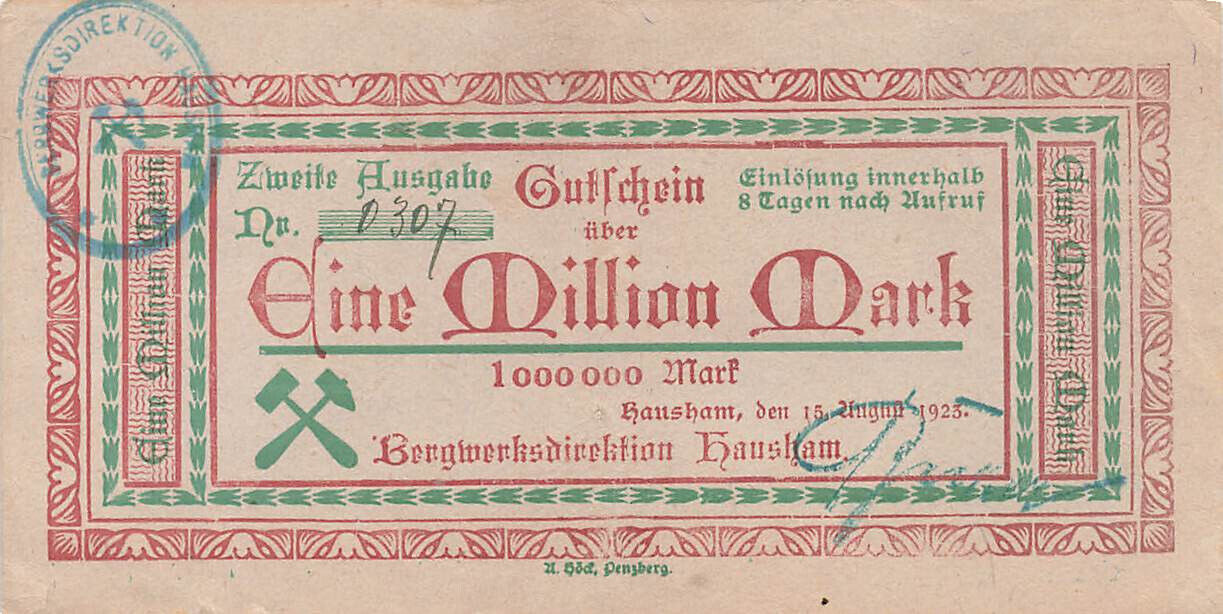 BERGWERKSDIREKTION HAUSHAM
Zweite Ausgabe
Nr. 0307
Gutschein
über
Einlösung innerhalb
8 Tagen nach Aufruf
Eine Million Mark
1000000 Mark
Hausham, den 15. August 1923.
Bergwerksdirektion Hausham.
Eine Million Mark
Eine Million Mark
A. Höck, Penzberg.